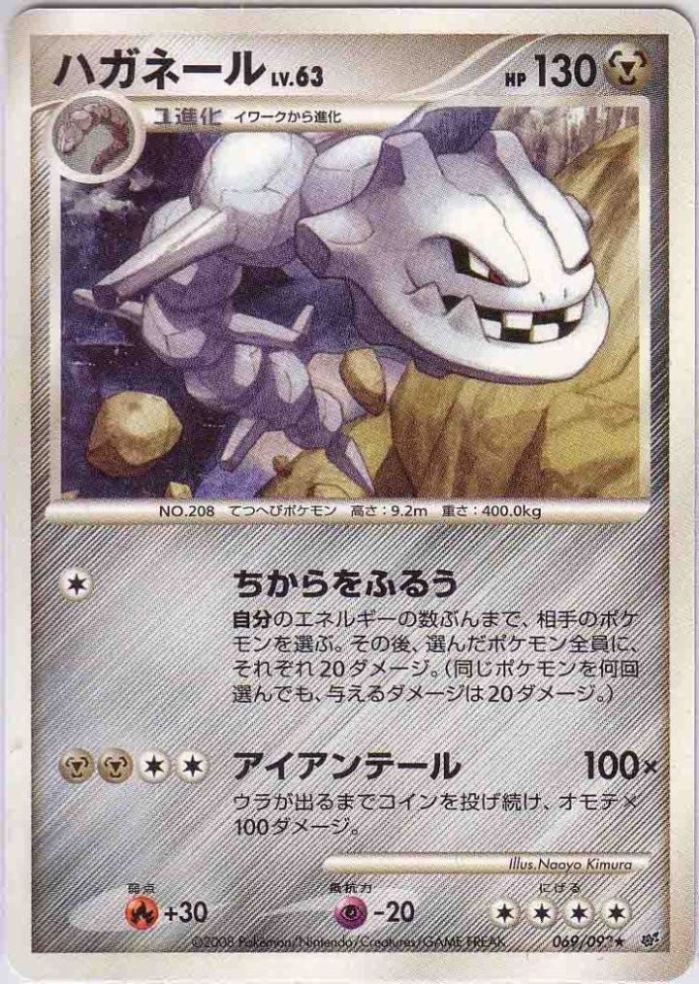 ハガネール LV.63 HP 130
1進化 イワークから進化
NO.208 てつへびポケモン 高さ:9.2m 重さ:400.0kg
ちからをふるう
自分のエネルギーの数ぶんまで、相手のポケ
モンを選ぶ。その後、選んだポケモン全員に、
それぞれ20ダメージ。(同じポケモンを何回
選んでも、与えるダメージは20ダメージ。)
アイアンテール 100×
ウラが出るまでコインを投げ続け、オモテ×
100ダメージ。
Illus.Naoyo Kimura
弱点 抵抗力 にげる
+30 -20
©2008 Pokémon/Nintendo/Creatures/GAME FREAK